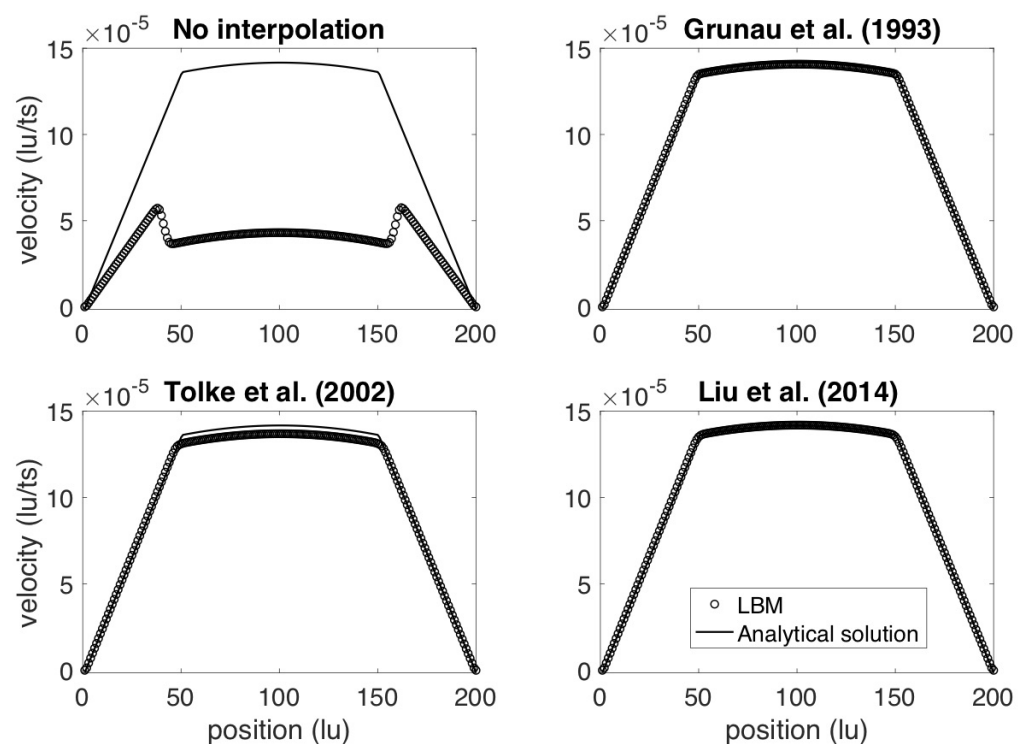 ×10-5 No interpolation
15
10
5
0
0 50 100 150 200
velocity (lu/ts)
×10-5 Grunau et al. (1993)
15
10
5
0
0 50 100 150 200
×10-5 Tolke et al. (2002)
15
10
5
0
0 50 100 150 200
velocity (lu/ts)
position (lu)
×10-5 Liu et al. (2014)
15
10
5
0
0 50 100 150 200
position (lu)
LBM
Analytical solution